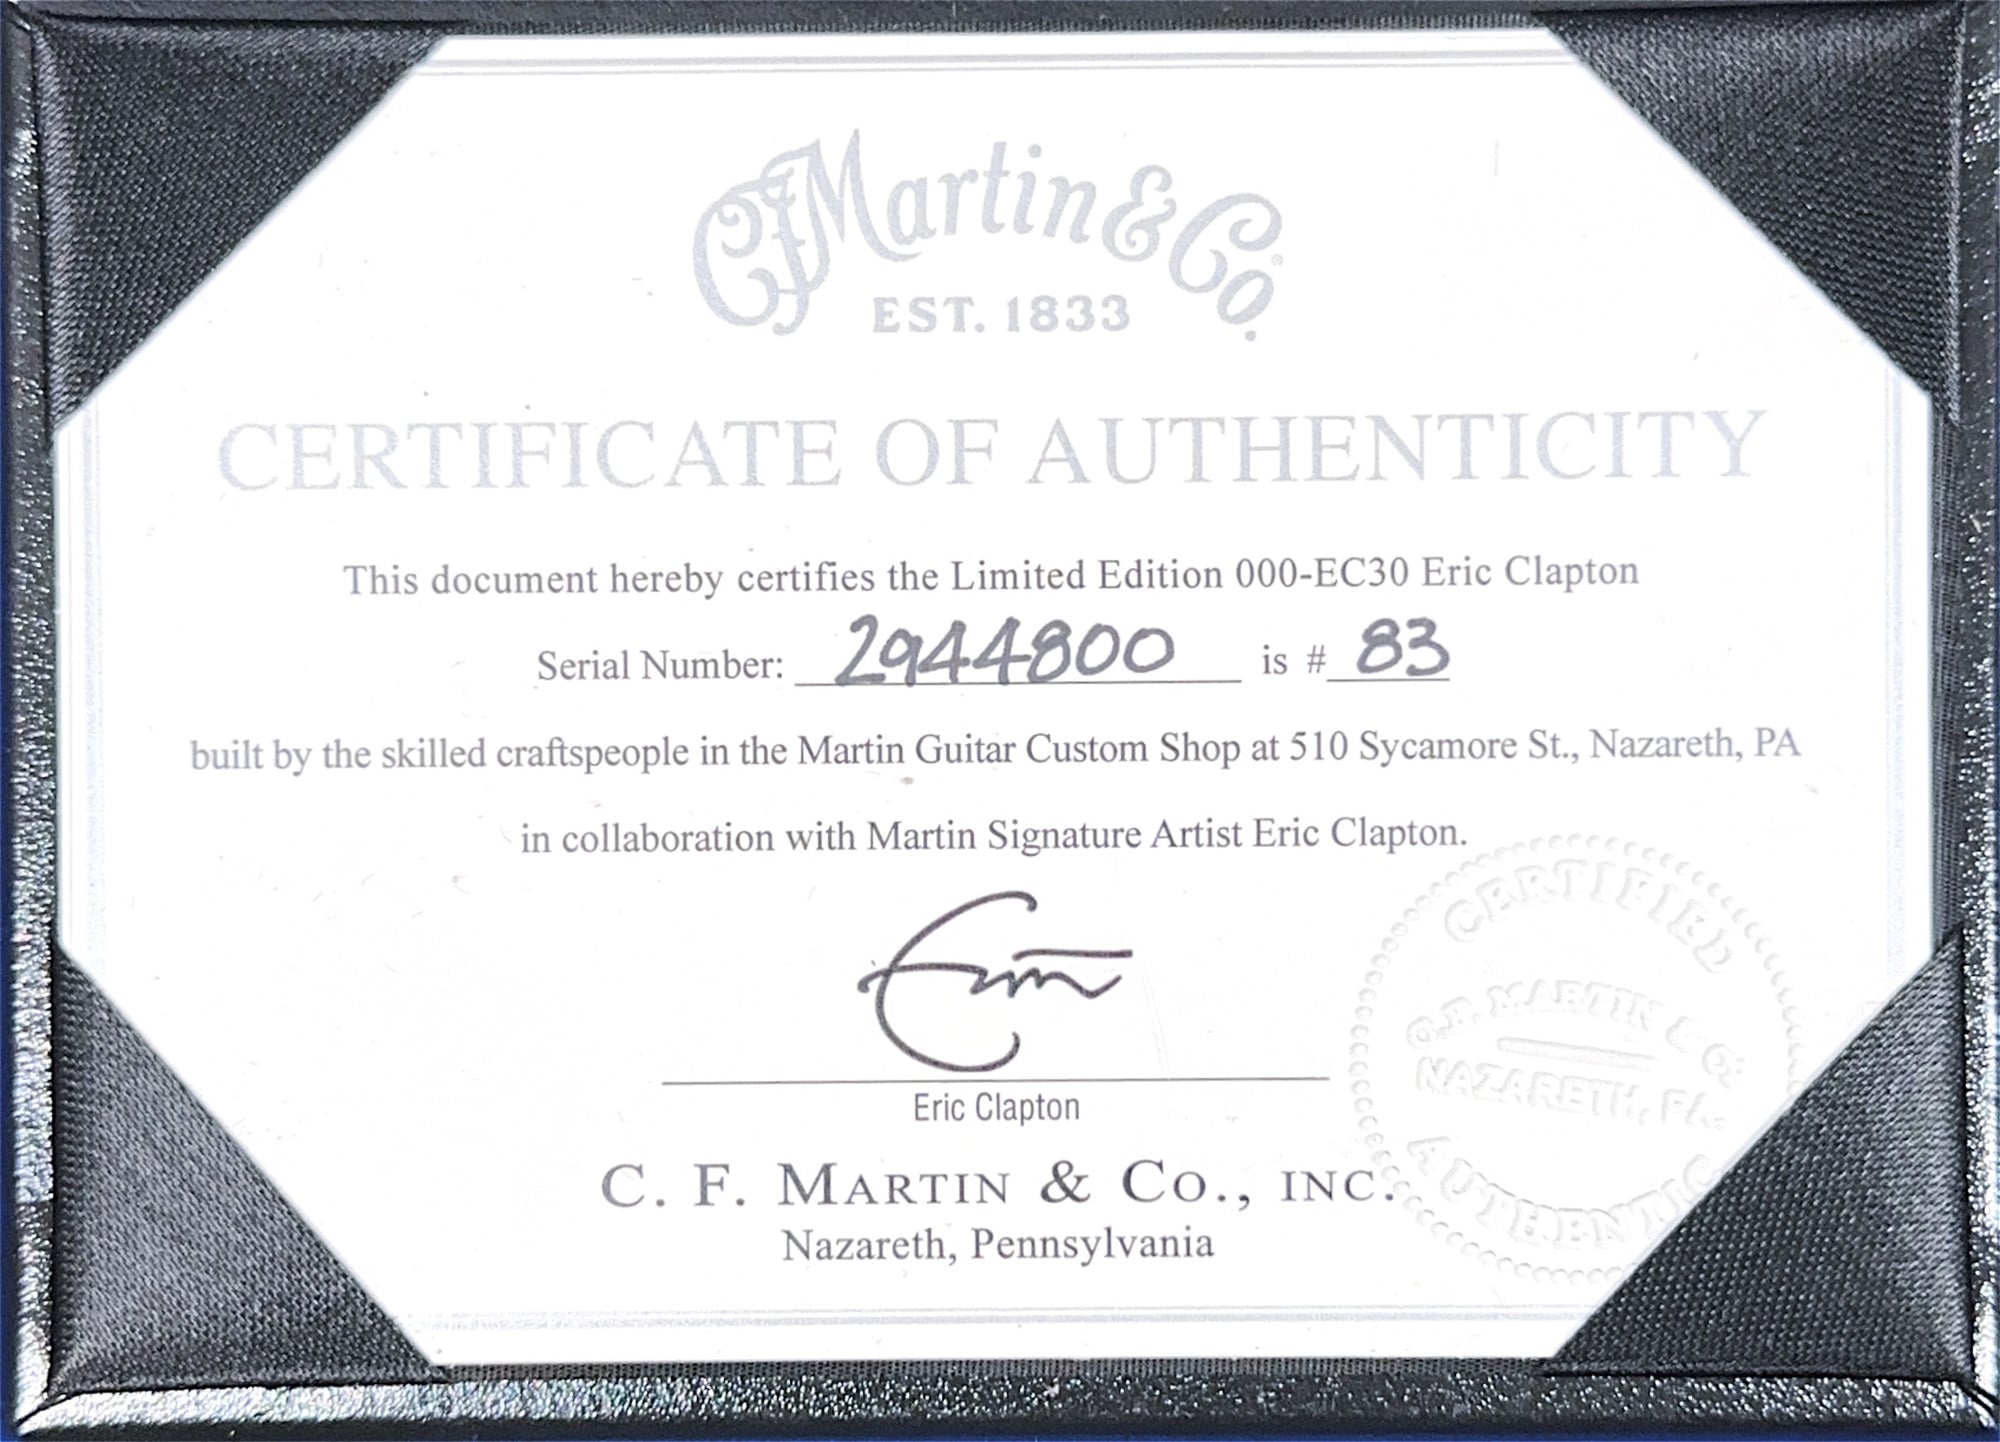 CF Martin & Co.
EST. 1833
CERTIFICATE OF AUTHENTICITY
This document hereby certifies the Limited Edition 000-EC30 Eric Clapton
Serial Number: 2944800 is # 83
built by the skilled craftspeople in the Martin Guitar Custom Shop at 510 Sycamore St., Nazareth, PA
in collaboration with Martin Signature Artist Eric Clapton.
Eric Clapton
C. F. MARTIN & CO., INC.
Nazareth, Pennsylvania
CERTIFIED
C.F. MARTIN & CO.
NAZARETH, PA.
AUTHENTIC